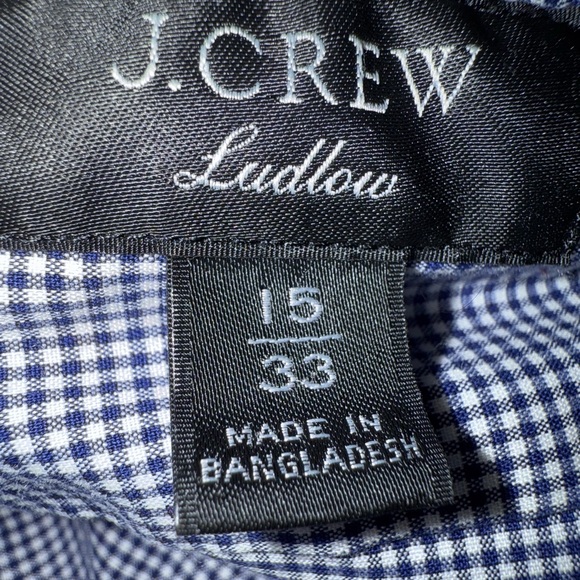 J.CREW
Ludlow
15
33
MADE IN
BANGLADESH